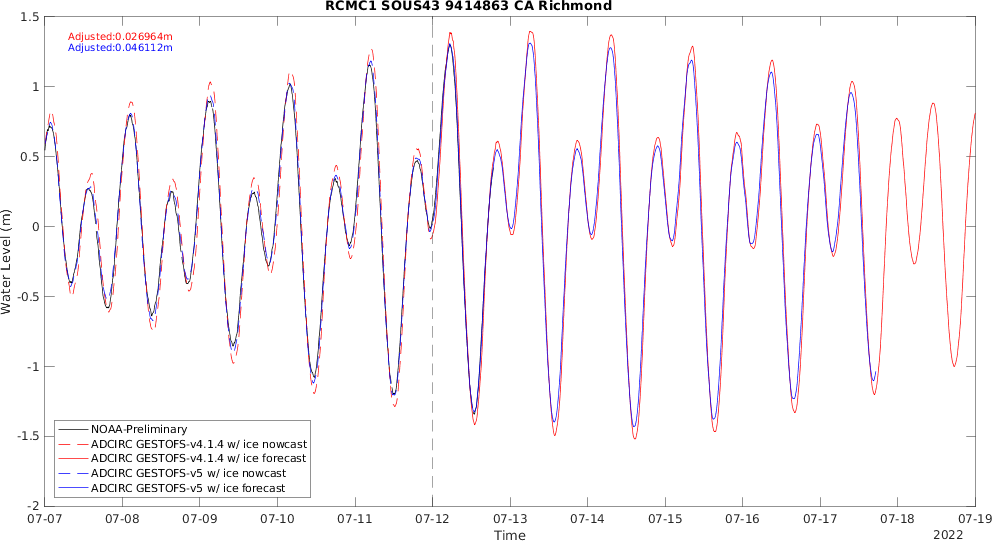 RCMC1 SOUS43 9414863 CA Richmond
Adjusted:0.026964m
Adjusted:0.046112m
1.5
1
0.5
0
-0.5
-1
-1.5
-2
Water Level (m)
NOAA-Preliminary
ADCIRC GESTOFS-v4.1.4 w/ ice nowcast
ADCIRC GESTOFS-v4.1.4 w/ ice forecast
ADCIRC GESTOFS-v5 w/ ice nowcast
ADCIRC GESTOFS-v5 w/ ice forecast
07-07 07-08 07-09 07-10 07-11 07-12 07-13 07-14 07-15 07-16 07-17 07-18 07-19
Time
2022